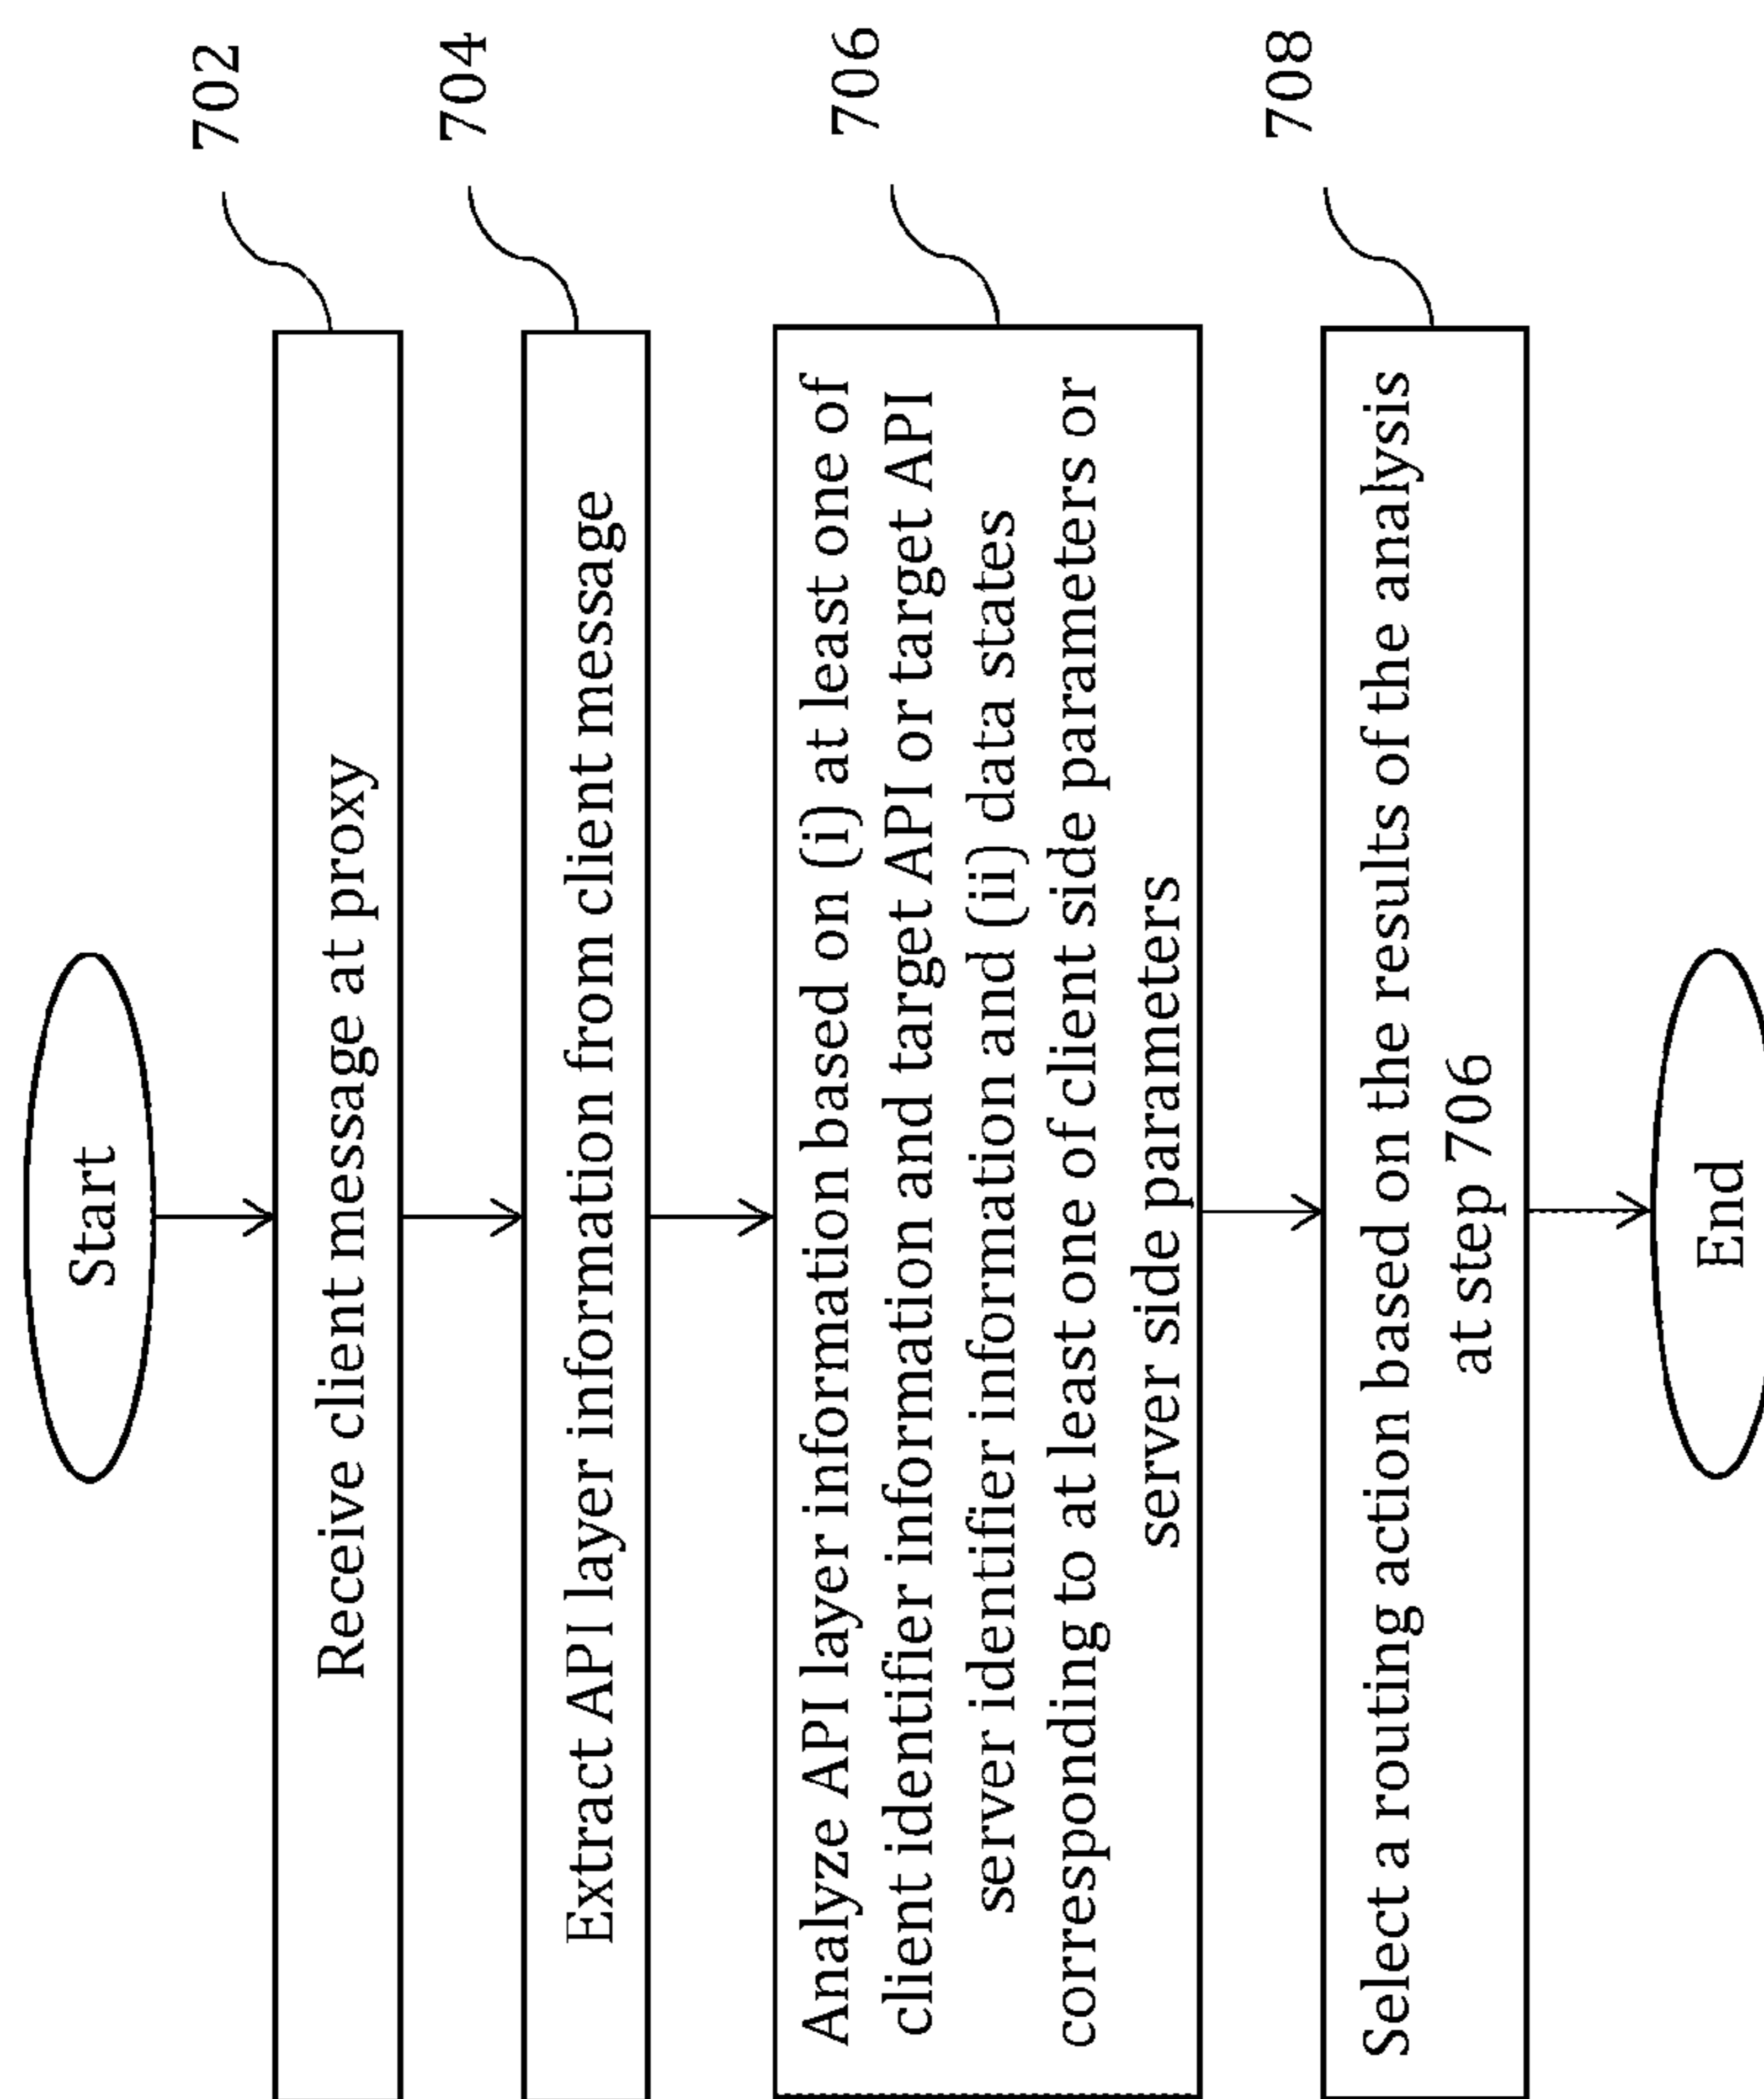 Start
702
Receive client message at proxy
704
Extract API layer information from client message
706
Analyze API layer information based on (i) at least one of
client identifier information and target API or target API
server identifier information and (ii) data states
corresponding to at least one of client side parameters or
server side parameters
708
Select a routing action based on the results of the analysis
at step 706
End